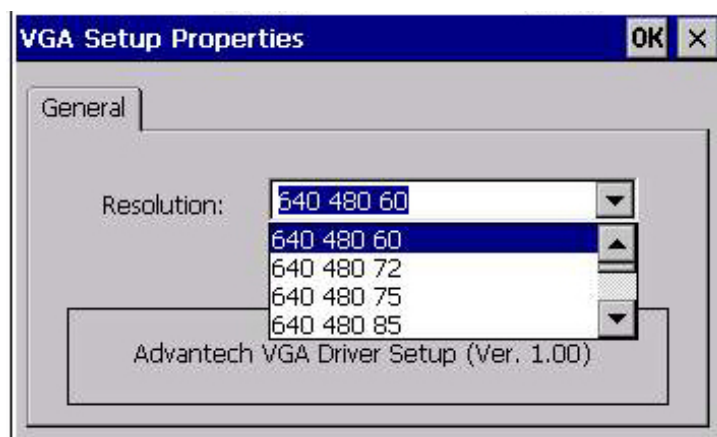 VGA Setup Properties OK ×
General
Resolution: 640 480 60
640 480 60
640 480 72
640 480 75
640 480 85
Advantech VGA Driver Setup (Ver. 1.00)